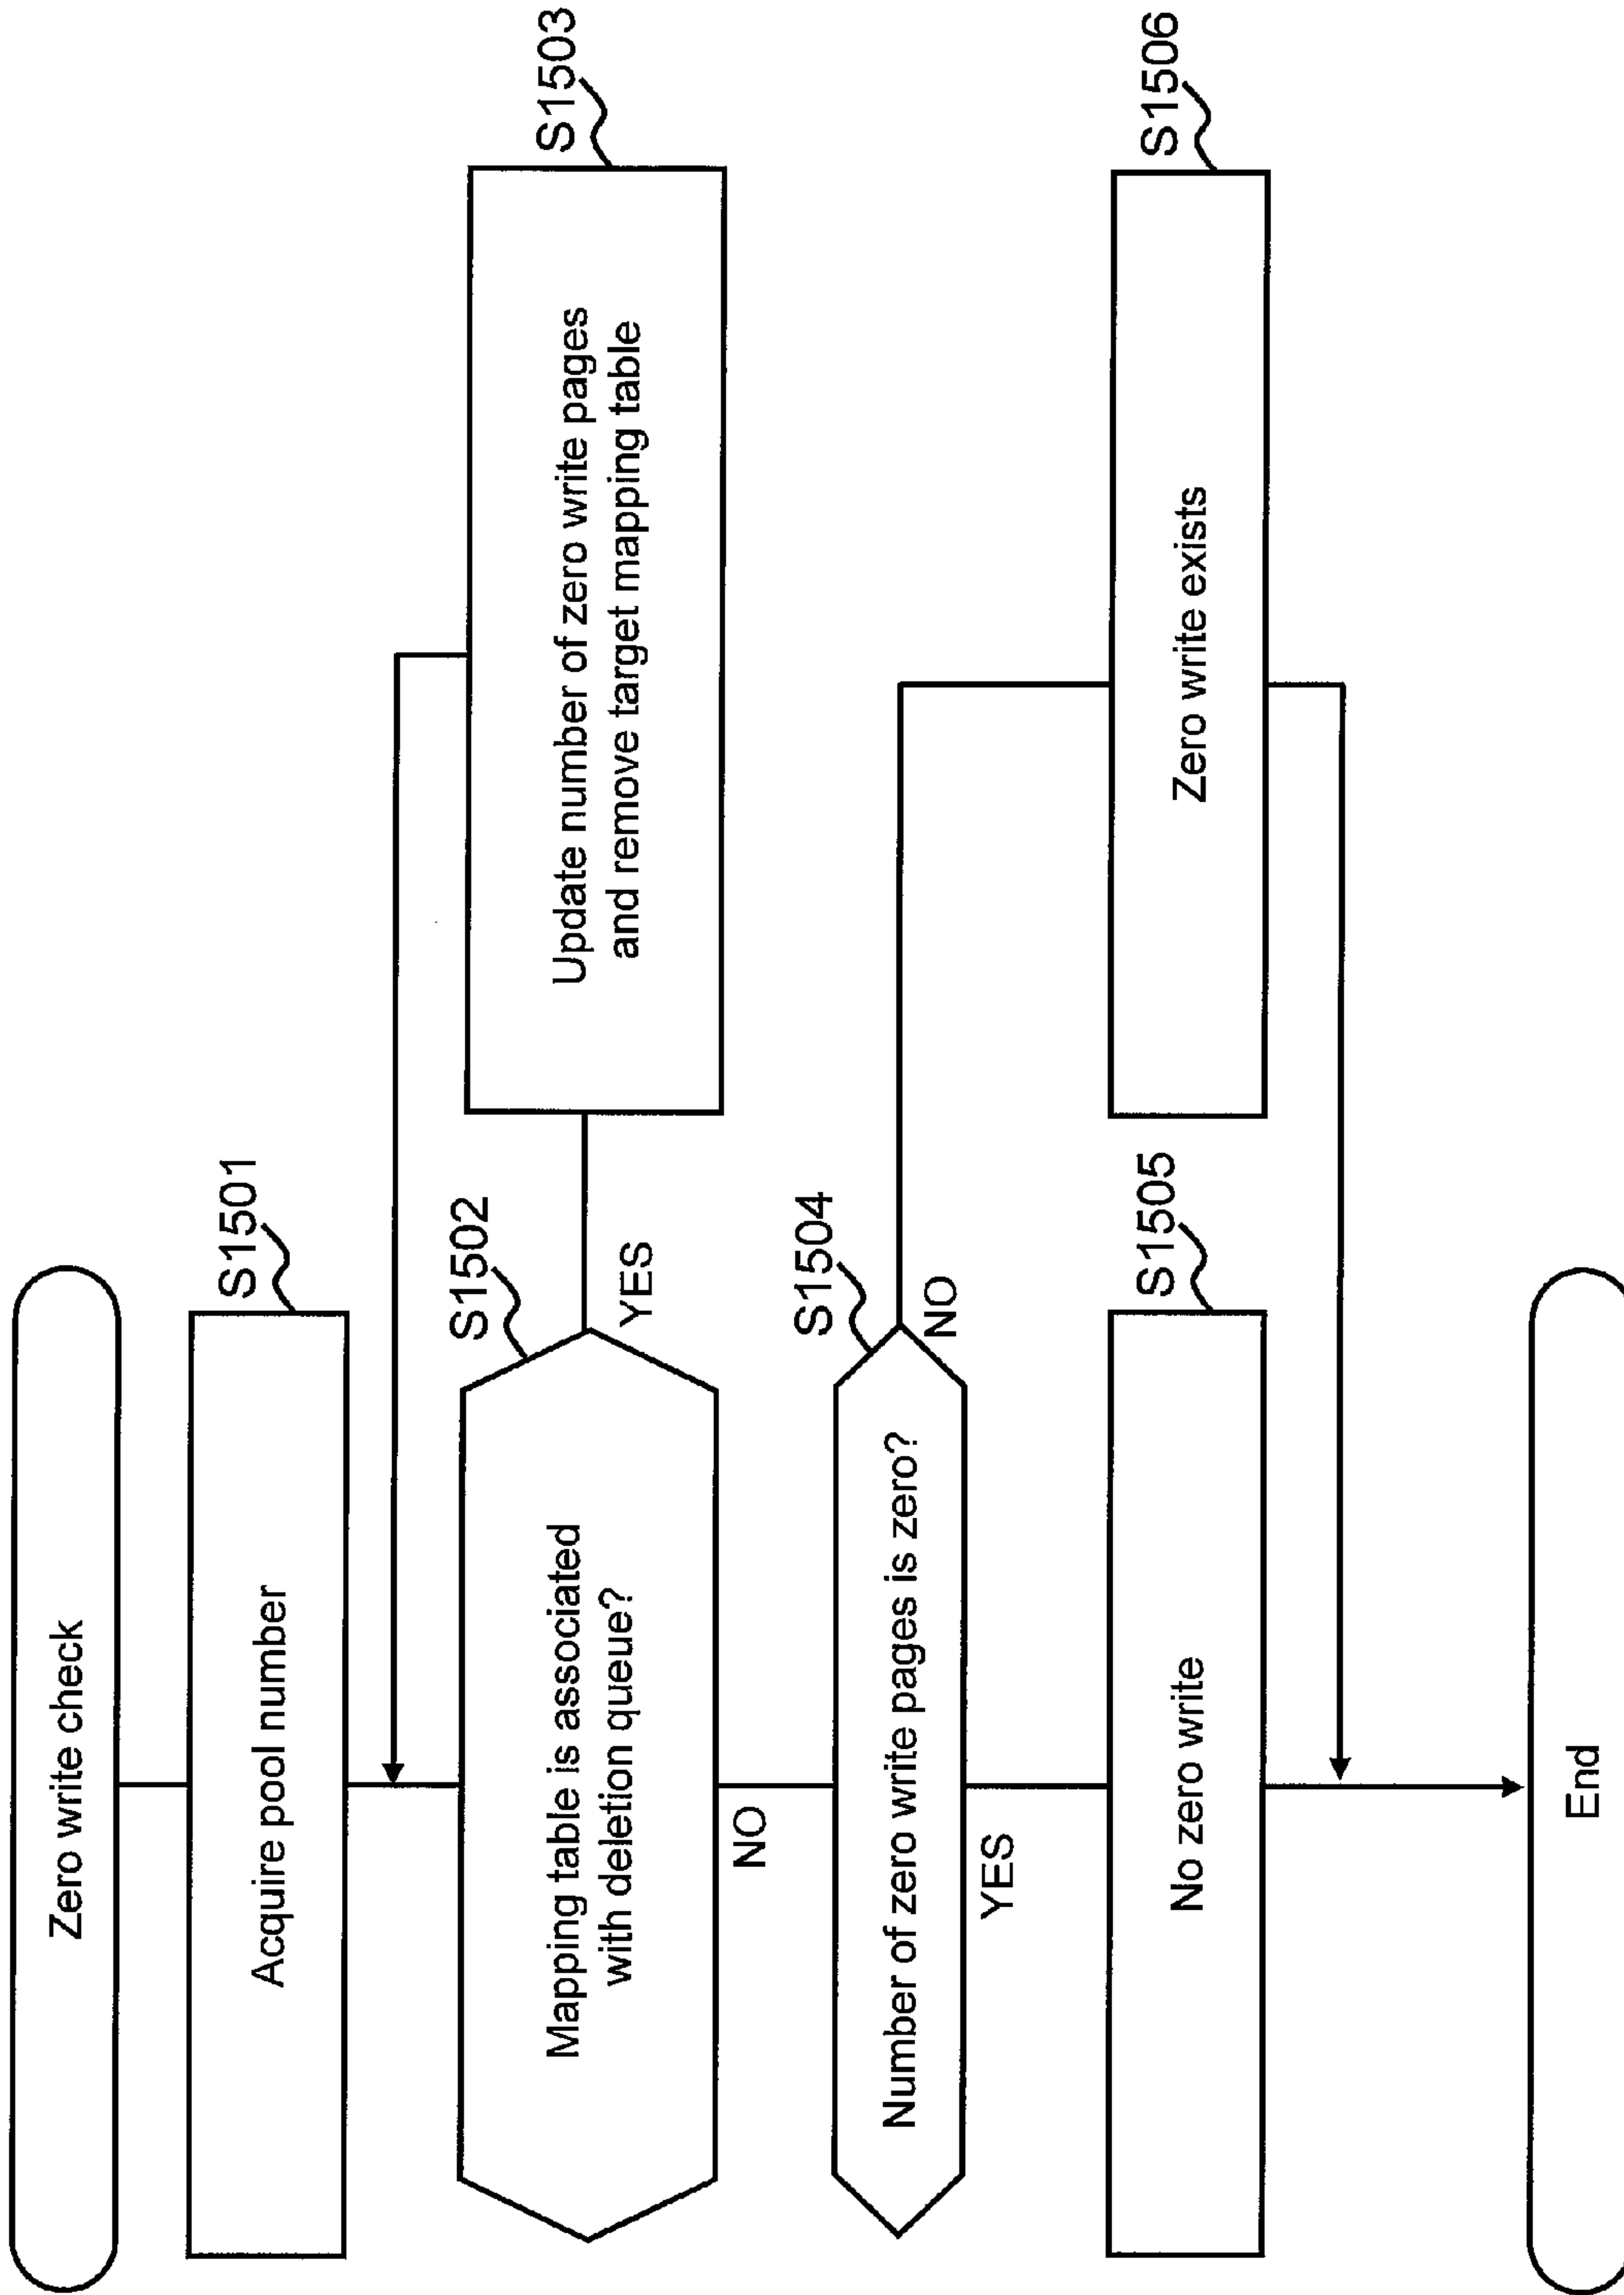 Zero write check
S1501
Acquire pool number
S1502
Mapping table is associated
with deletion queue?
YES
NO
S1503
Update number of zero write pages
and remove target mapping table
S1504
Number of zero write pages is zero?
NO
YES
S1505
No zero write
S1506
Zero write exists
End